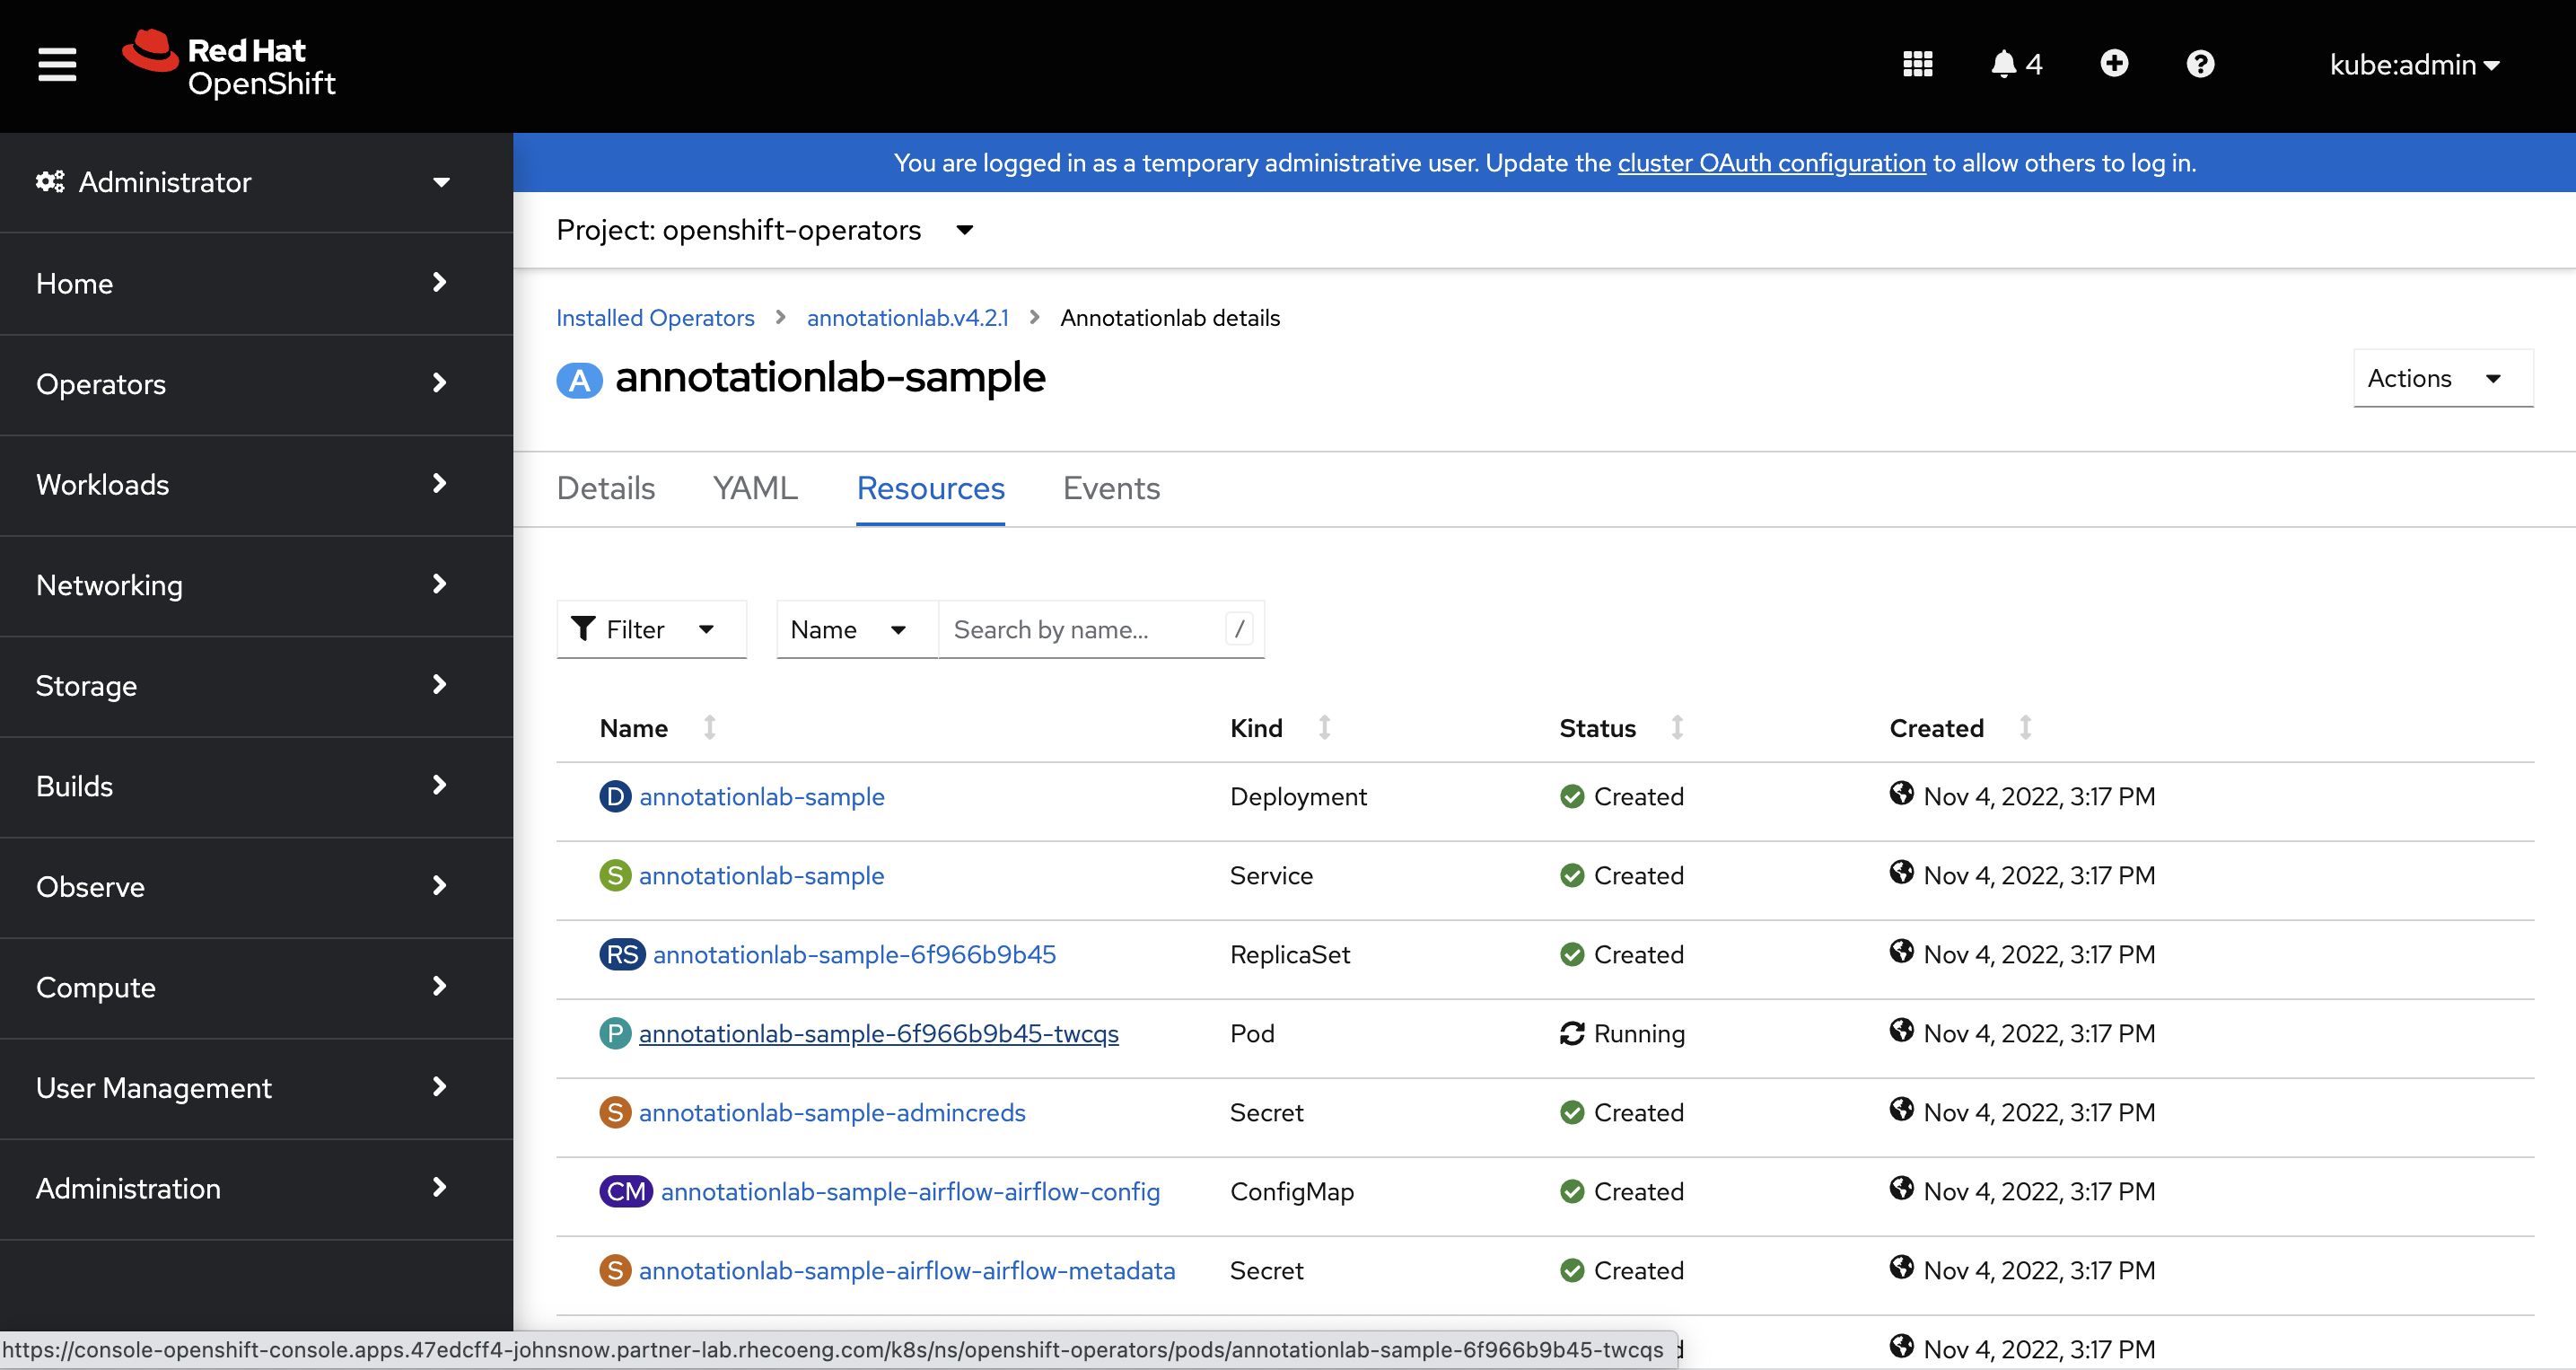 Red Hat
OpenShift
4
kube:admin
Administrator
Home
Operators
Workloads
Networking
Storage
Builds
Observe
Compute
User Management
Administration
You are logged in as a temporary administrative user. Update the cluster OAuth configuration to allow others to log in.
Project: openshift-operators
Installed Operators > annotationlab.v4.2.1 > Annotationlab details
A annotationlab-sample
Actions
Details YAML Resources Events
Filter Name Search by name... /
Name Kind Status Created
D annotationlab-sample Deployment Created Nov 4, 2022, 3:17 PM
S annotationlab-sample Service Created Nov 4, 2022, 3:17 PM
RS annotationlab-sample-6f966b9b45 ReplicaSet Created Nov 4, 2022, 3:17 PM
P annotationlab-sample-6f966b9b45-twcqs Pod Running Nov 4, 2022, 3:17 PM
S annotationlab-sample-admincreds Secret Created Nov 4, 2022, 3:17 PM
CM annotationlab-sample-airflow-airflow-config ConfigMap Created Nov 4, 2022, 3:17 PM
S annotationlab-sample-airflow-airflow-metadata Secret Created Nov 4, 2022, 3:17 PM
Nov 4, 2022, 3:17 PM
https://console-openshift-console.apps.47edcff4-johnsnow.partner-lab.rhecoeng.com/k8s/ns/openshift-operators/pods/annotationlab-sample-6f966b9b45-twcqs